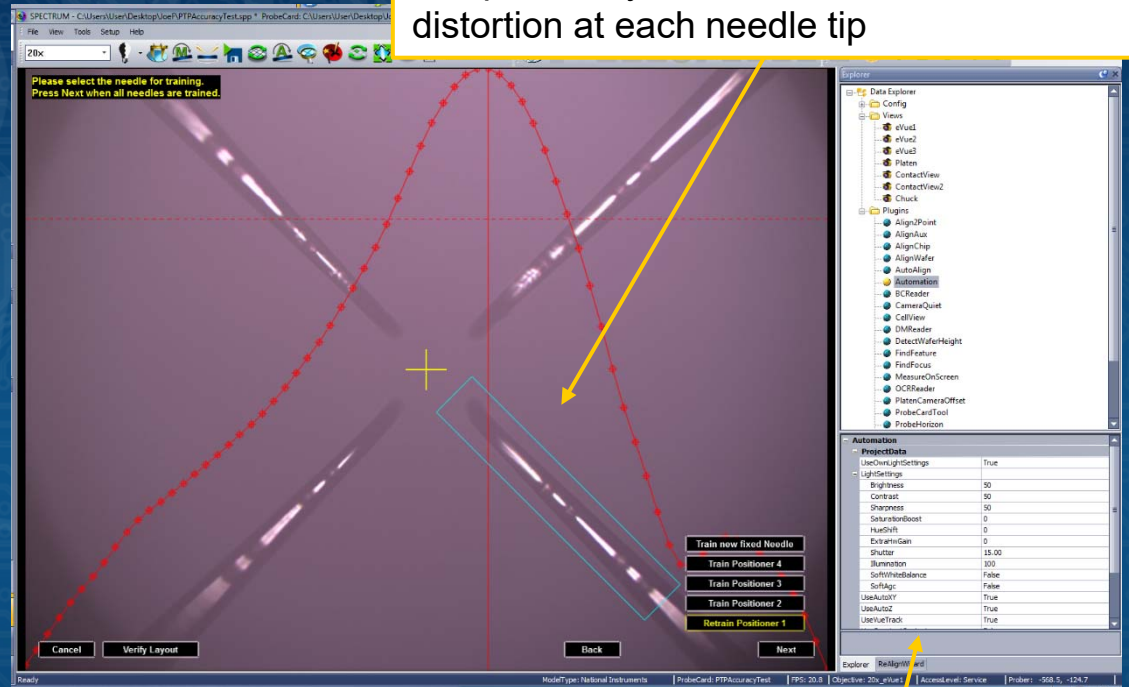 distortion at each needle tip
SPECTRUM - C:\Users\User\Desktop\Joel\PTPAccuracyTest.spp * ProbeCard: C:\Users\User\Desktop\Jo
File View Tools Setup Help
20x
Please select the needle for training.
Press Next when all needles are trained.
Explorer
Data Explorer
Config
Views
eVue1
eVue2
eVue3
Platen
ContactView
ContactView2
Chuck
Plugins
Align2Point
AlignAux
AlignChip
AlignWafer
AutoAlign
Automation
BCReader
CameraQuiet
CellView
DMReader
DetectWaferHeight
FindFeature
FindFocus
MeasureOnScreen
OCRReader
PlatenCameraOffset
ProbeCardTool
ProbeHorizon
Automation
ProjectData
UseOwnLightSettings True
LightSettings
Brightness 50
Contrast 50
Sharpness 50
SaturationBoost 0
HueShift 0
ExtraHwGain 0
Shutter 15.00
Illumination 100
SoftWhiteBalance False
SoftAgc False
UseAutoXY True
UseAutoZ True
UseVueTrack True
Train new fixed Needle
Train Positioner 4
Train Positioner 3
Train Positioner 2
Retrain Positioner 1
Cancel Verify Layout Back Next
Explorer ReAlignWizard
Ready ModelType: National Instruments ProbeCard: PTPAccuracyTest FPS: 20.8 Objective: 20x_eVue1 AccessLevel: Service Prober: -568.5, -124.7